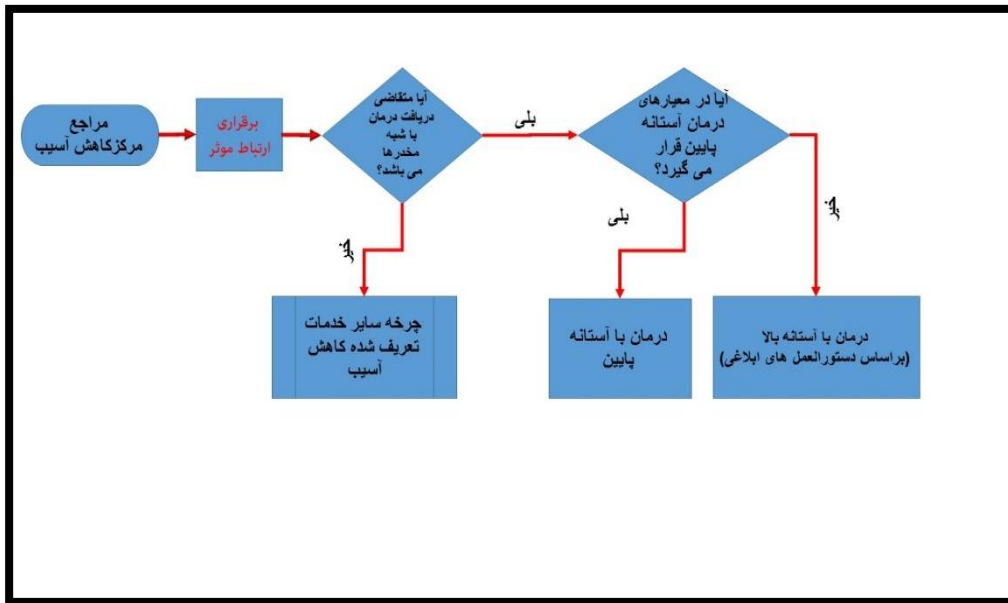 مراجع
مرکزکاهش آسیب
برقراری
ارتباط موثر
آیا متقاضی
دریافت درمان
با شبه
مخدرها
می باشد؟
بلی
آیا در معیارهای
درمان آستانه
پایین قرار
می گیرد؟
خیر
بلی
خیر
چرخه سایر خدمات
تعریف شده کاهش
آسیب
درمان با آستانه
پایین
درمان با آستانه بالا
(براساس دستورالعمل های ابلاغی)